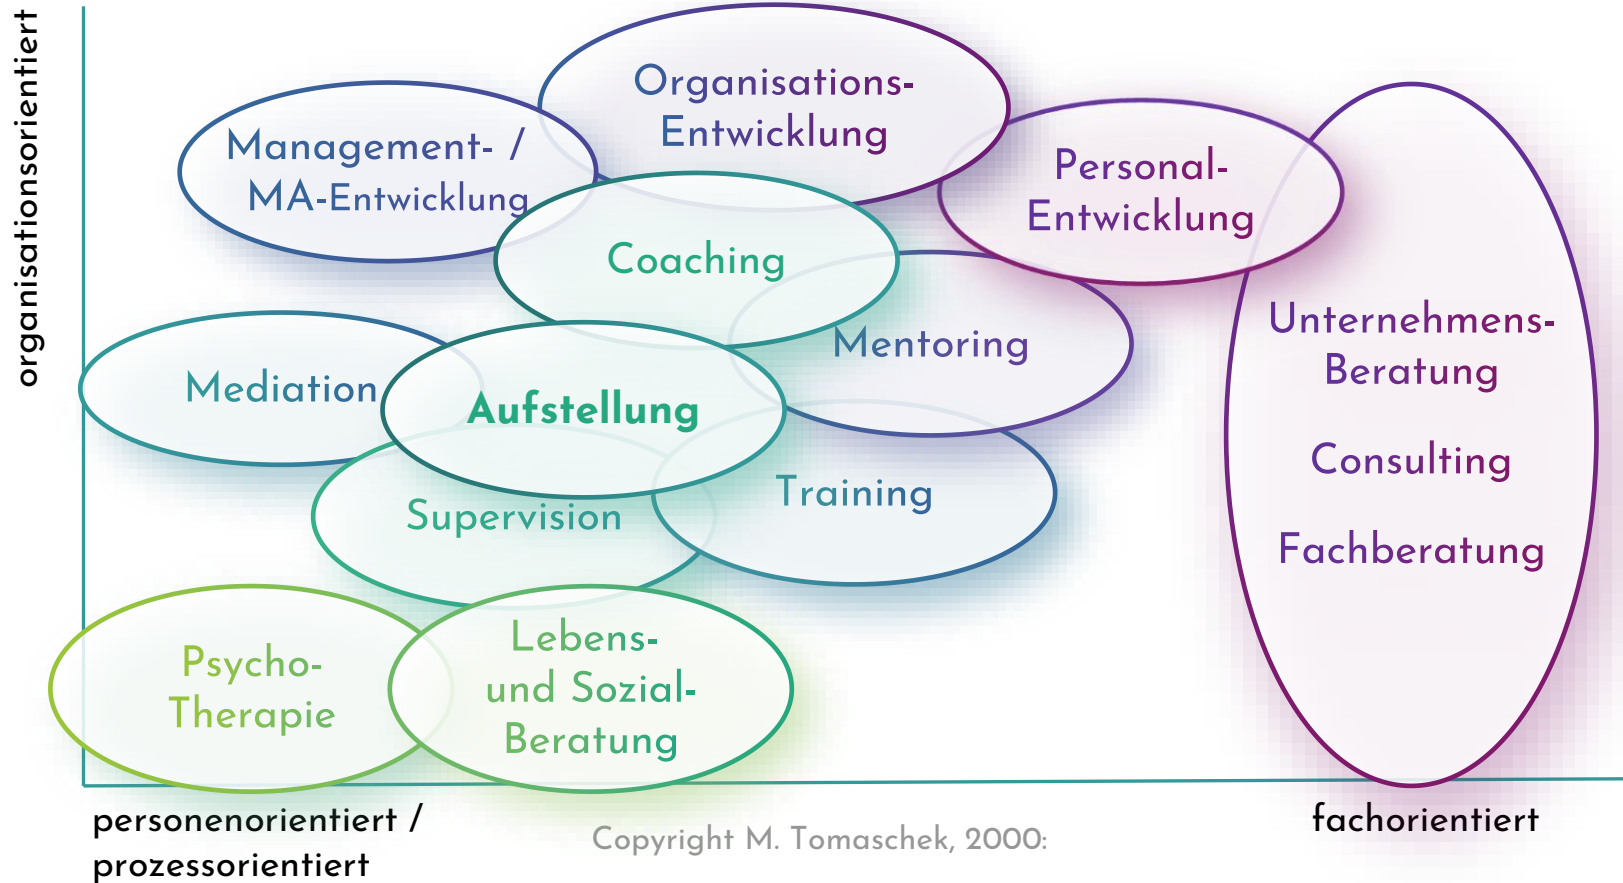 organisationsorientiert
Organisations-
Entwicklung
Management- /
MA-Entwicklung
Personal-
Entwicklung
Coaching
Mentoring
Unternehmens-
Beratung
Consulting
Fachberatung
Mediation
Aufstellung
Training
Supervision
Psycho-
Therapie
Lebens-
und Sozial-
Beratung
personenorientiert /
prozessorientiert
Copyright M. Tomaschek, 2000:
fachorientiert